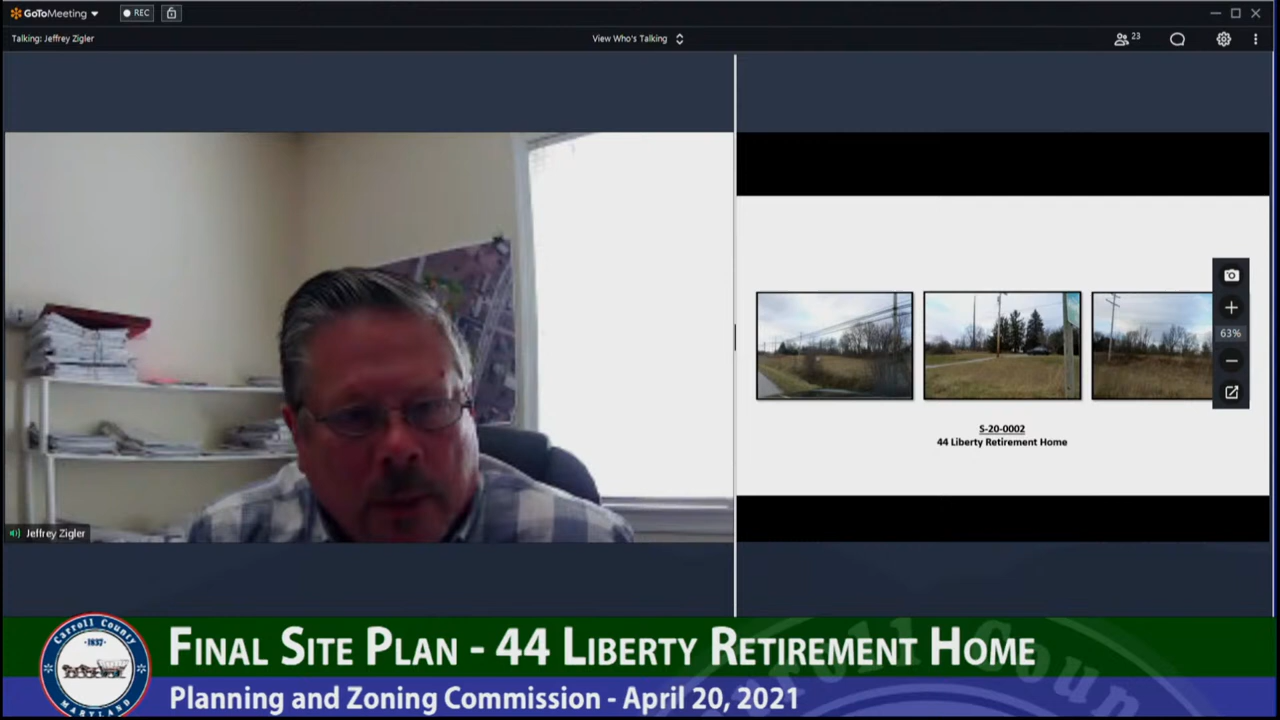 GoToMeeting
REC
Talking: Jeffrey Zigler
View Who's Talking
23
63%
S-20-0002
44 Liberty Retirement Home
Jeffrey Zigler
Carroll County
1837
MARYLAND
FINAL SITE PLAN - 44 LIBERTY RETIREMENT HOME
Planning and Zoning Commission - April 20, 2021